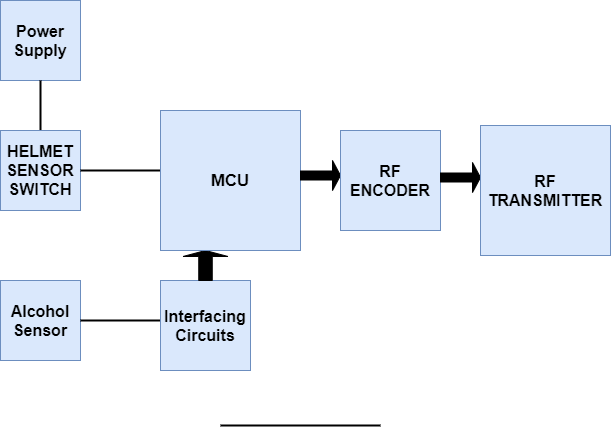 Power
Supply
HELMET
SENSOR
SWITCH
MCU
RF
ENCODER
RF
TRANSMITTER
Alcohol
Sensor
Interfacing
Circuits